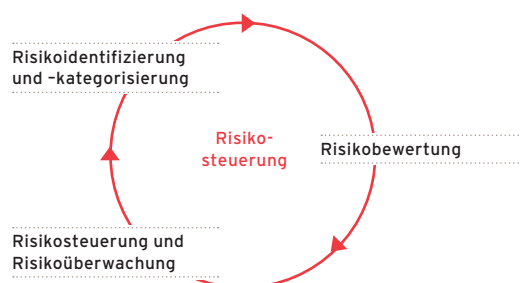 Risikoidentifizierung
und –kategorisierung
Risiko-
steuerung
Risikobewertung
Risikosteuerung und
Risikoüberwachung